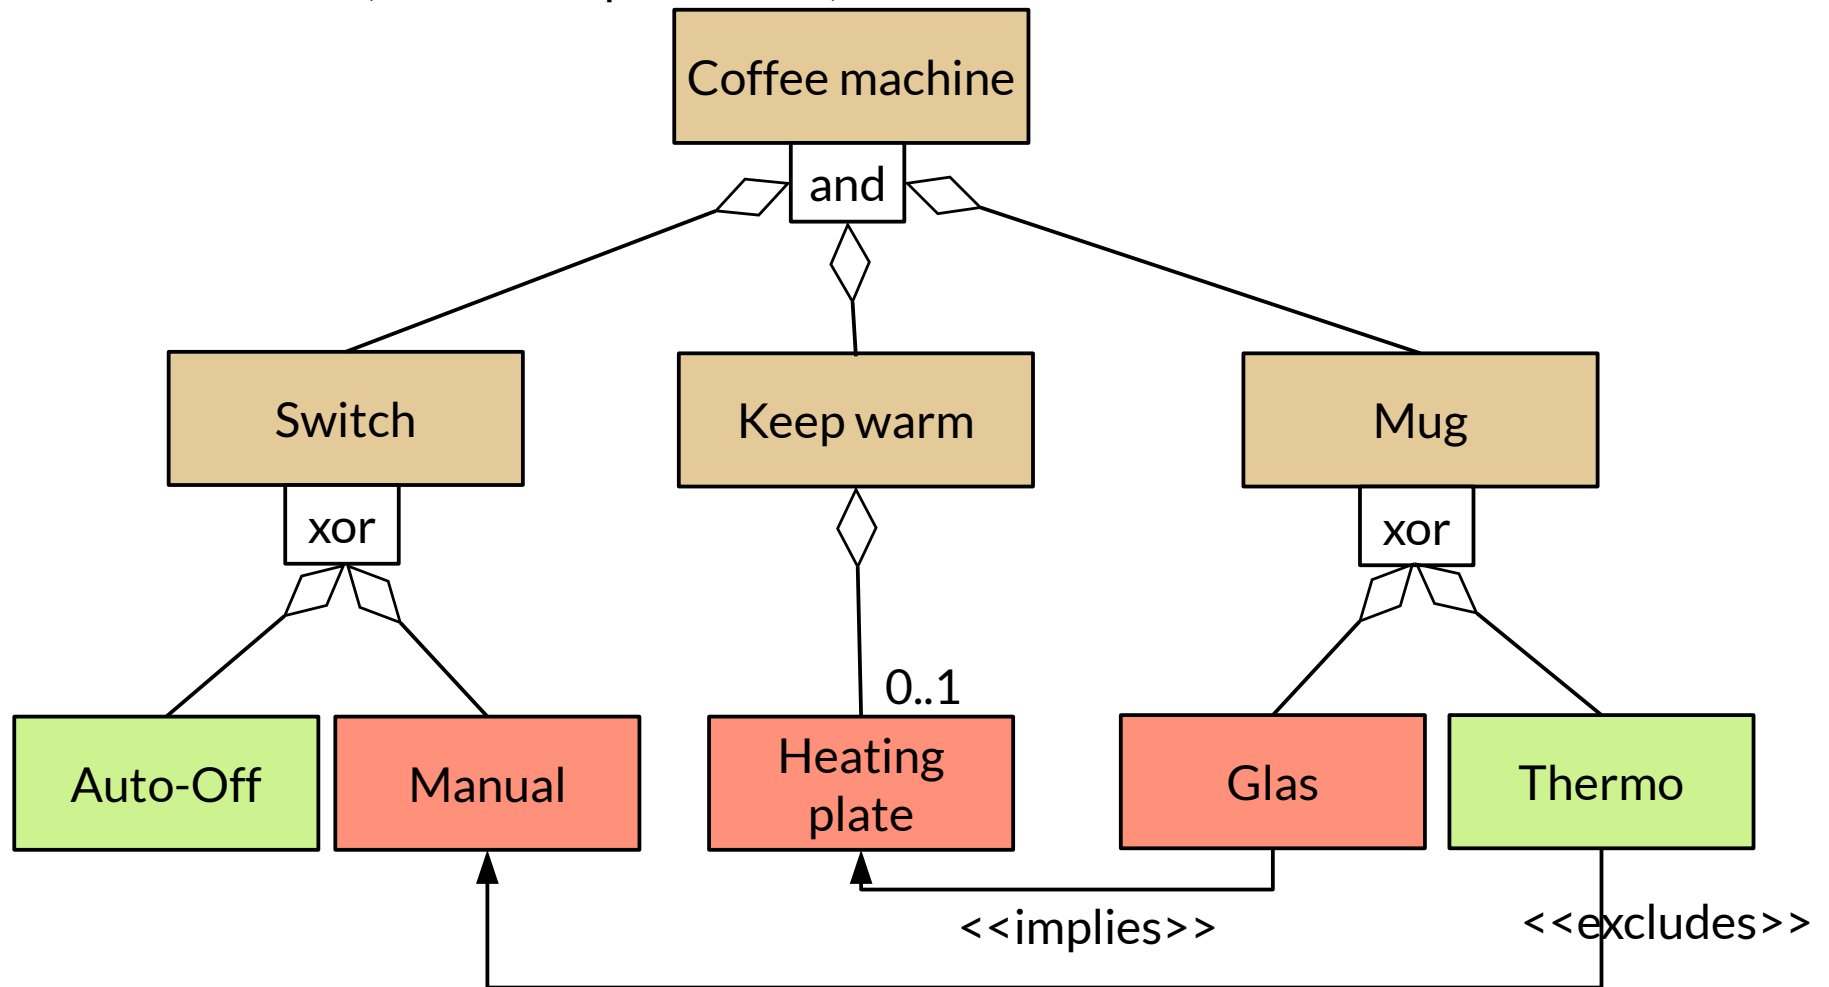 Coffee machine
and
Switch
Keep warm
Mug
xor
xor
0..1
Auto-Off
Manual
Heating
plate
Glas
Thermo
<<implies>>
<<excludes>>